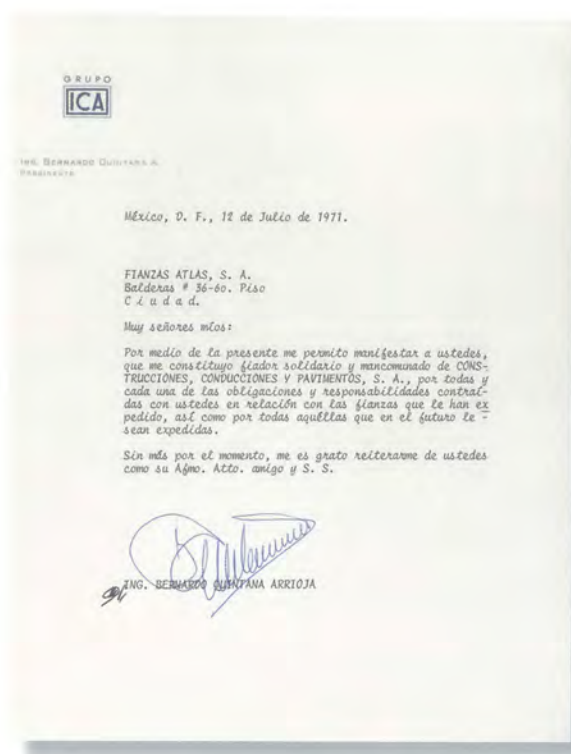 GRUPO
ICA
ING. BERNARDO QUINTANA A.
PRESIDENTE
México, D. F., 12 de Julio de 1971.
FIANZAS ATLAS, S. A.
Balderas # 36-6o. Piso
C i u d a d.
Muy señores míos:
Por medio de la presente me permito manifestar a ustedes,
que me constituyo fiador solidario y mancomunado de CONS-
TRUCCIONES, CONDUCCIONES Y PAVIMENTOS, S. A., por todas y
cada una de las obligaciones y responsabilidades contraí-
das con ustedes en relación con las fianzas que le han ex
pedido, así como por todas aquéllas que en el futuro le -
sean expedidas.
Sin más por el momento, me es grato reiterarme de ustedes
como su Afmo. Atto. amigo y S. S.
ING. BERNARDO QUINTANA ARRIOJA